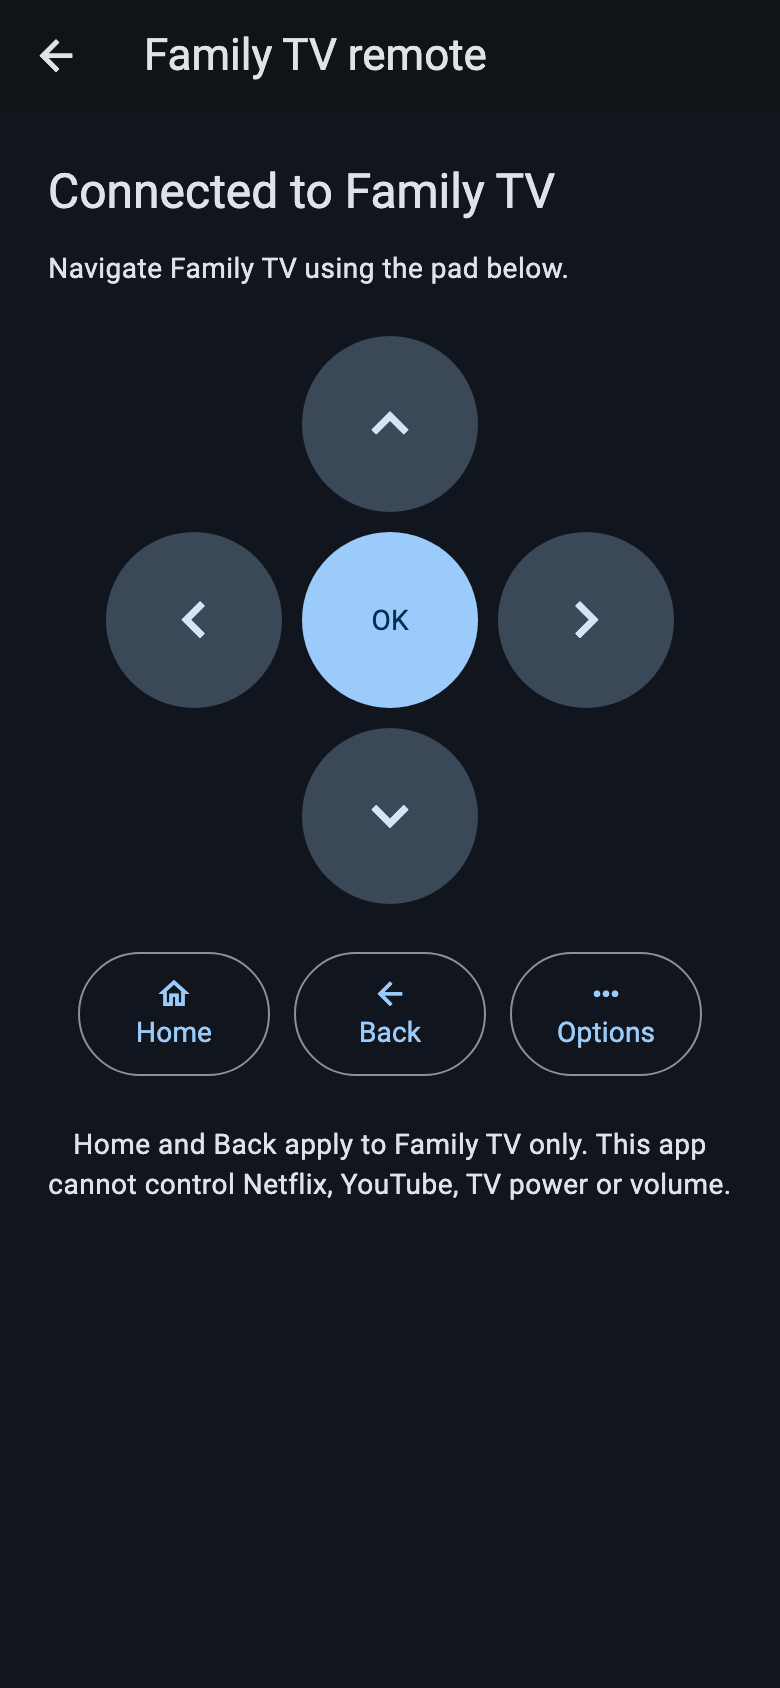 Family TV remote
Connected to Family TV
Navigate Family TV using the pad below.
OK
Home
Back
Options
Home and Back apply to Family TV only. This app
cannot control Netflix, YouTube, TV power or volume.